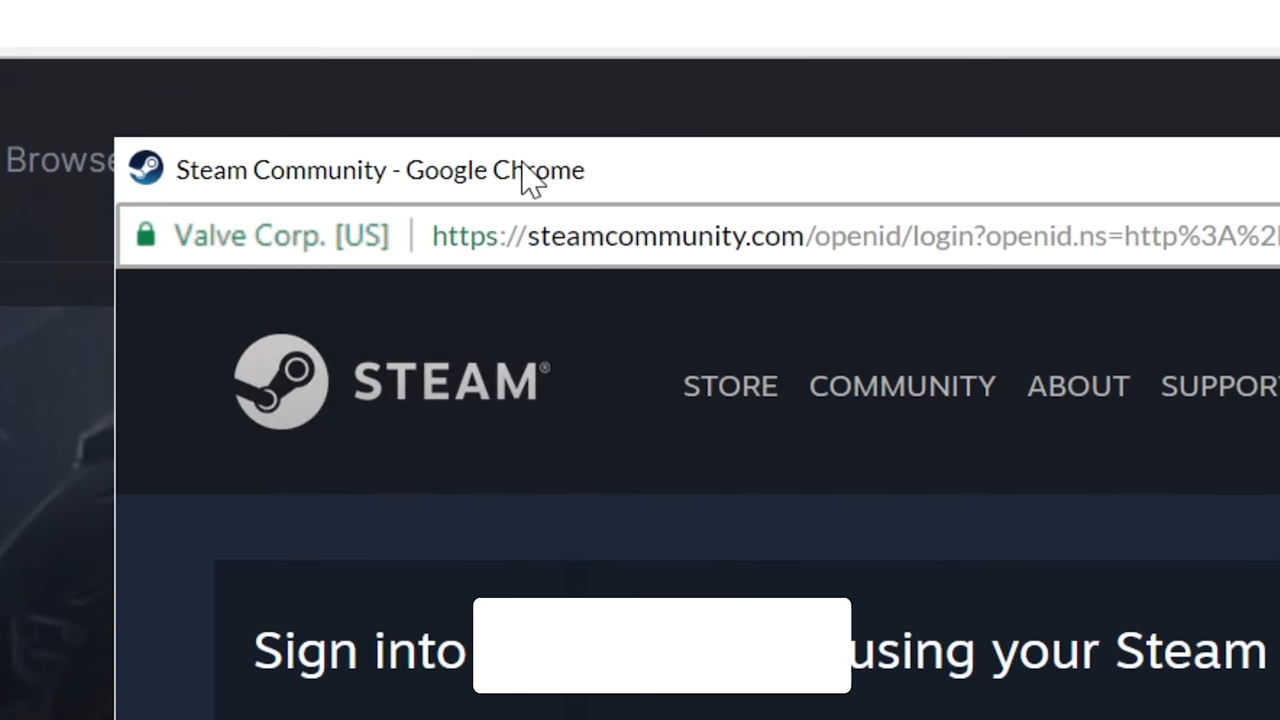 Browse
Steam Community - Google Chrome
Valve Corp. [US] | https://steamcommunity.com/openid/login?openid.ns=http%3A%2
STEAM®
STORE COMMUNITY ABOUT SUPPORT
Sign into using your Steam